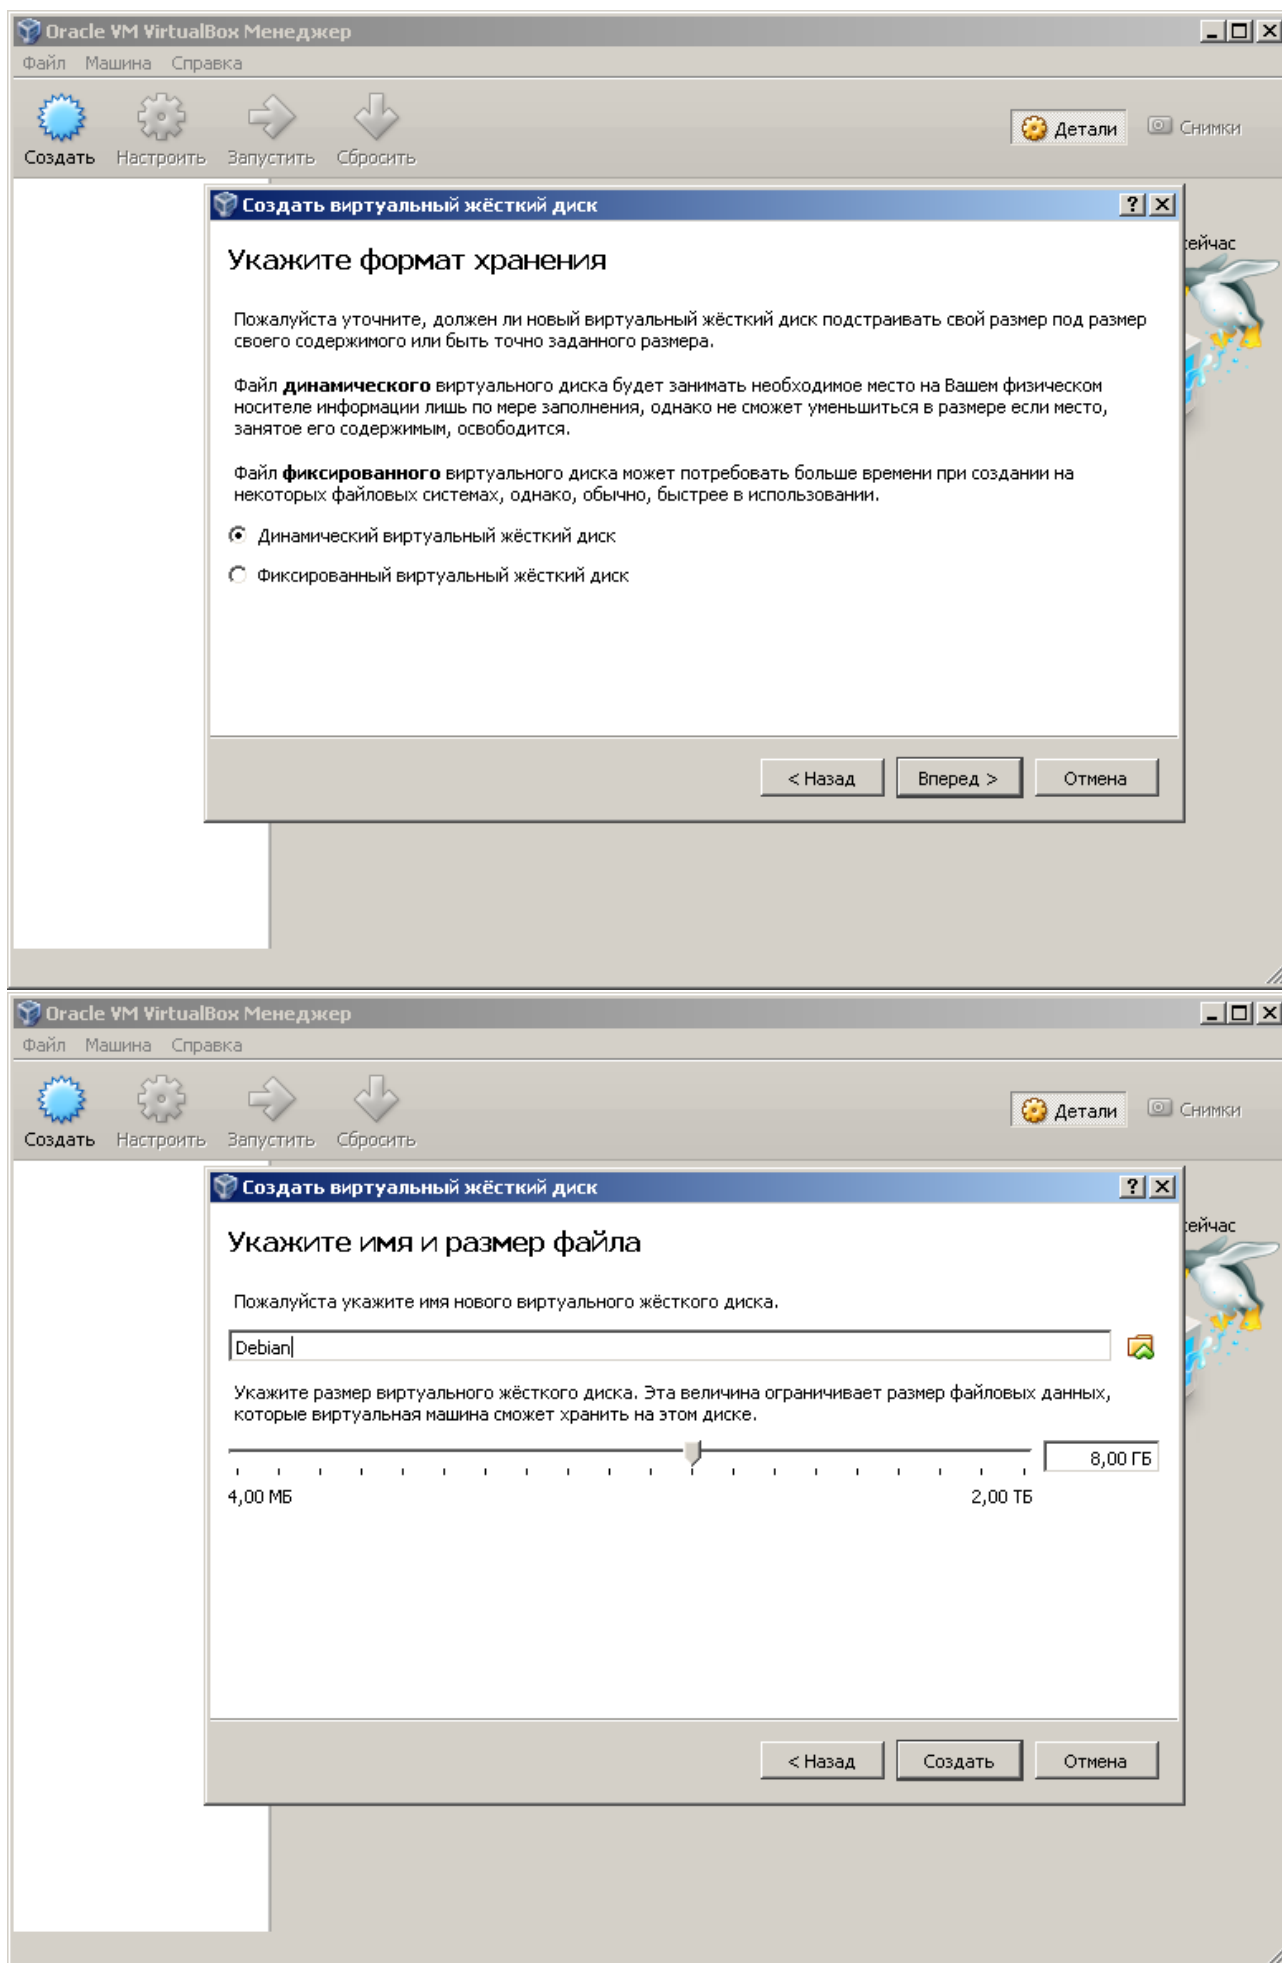 Oracle VM VirtualBox Менеджер
Файл Машина Справка
Создать Настроить Запустить Сбросить Детали Снимки
Создать виртуальный жёсткий диск
ейчас
Укажите формат хранения
Пожалуйста уточните, должен ли новый виртуальный жёсткий диск подстраивать свой размер под размер
своего содержимого или быть точно заданного размера.
Файл динамического виртуального диска будет занимать необходимое место на Вашем физическом
носителе информации лишь по мере заполнения, однако не сможет уменьшиться в размере если место,
занятое его содержимым, освободится.
Файл фиксированного виртуального диска может потребовать больше времени при создании на
некоторых файловых системах, однако, обычно, быстрее в использовании.
Динамический виртуальный жёсткий диск
Фиксированный виртуальный жёсткий диск
< Назад Вперед > Отмена
Oracle VM VirtualBox Менеджер
Файл Машина Справка
Создать Настроить Запустить Сбросить Детали Снимки
Создать виртуальный жёсткий диск
ейчас
Укажите имя и размер файла
Пожалуйста укажите имя нового виртуального жёсткого диска.
Debian
Укажите размер виртуального жёсткого диска. Эта величина ограничивает размер файловых данных,
которые виртуальная машина сможет хранить на этом диске.
8,00 ГБ
4,00 МБ 2,00 ТБ
< Назад Создать Отмена